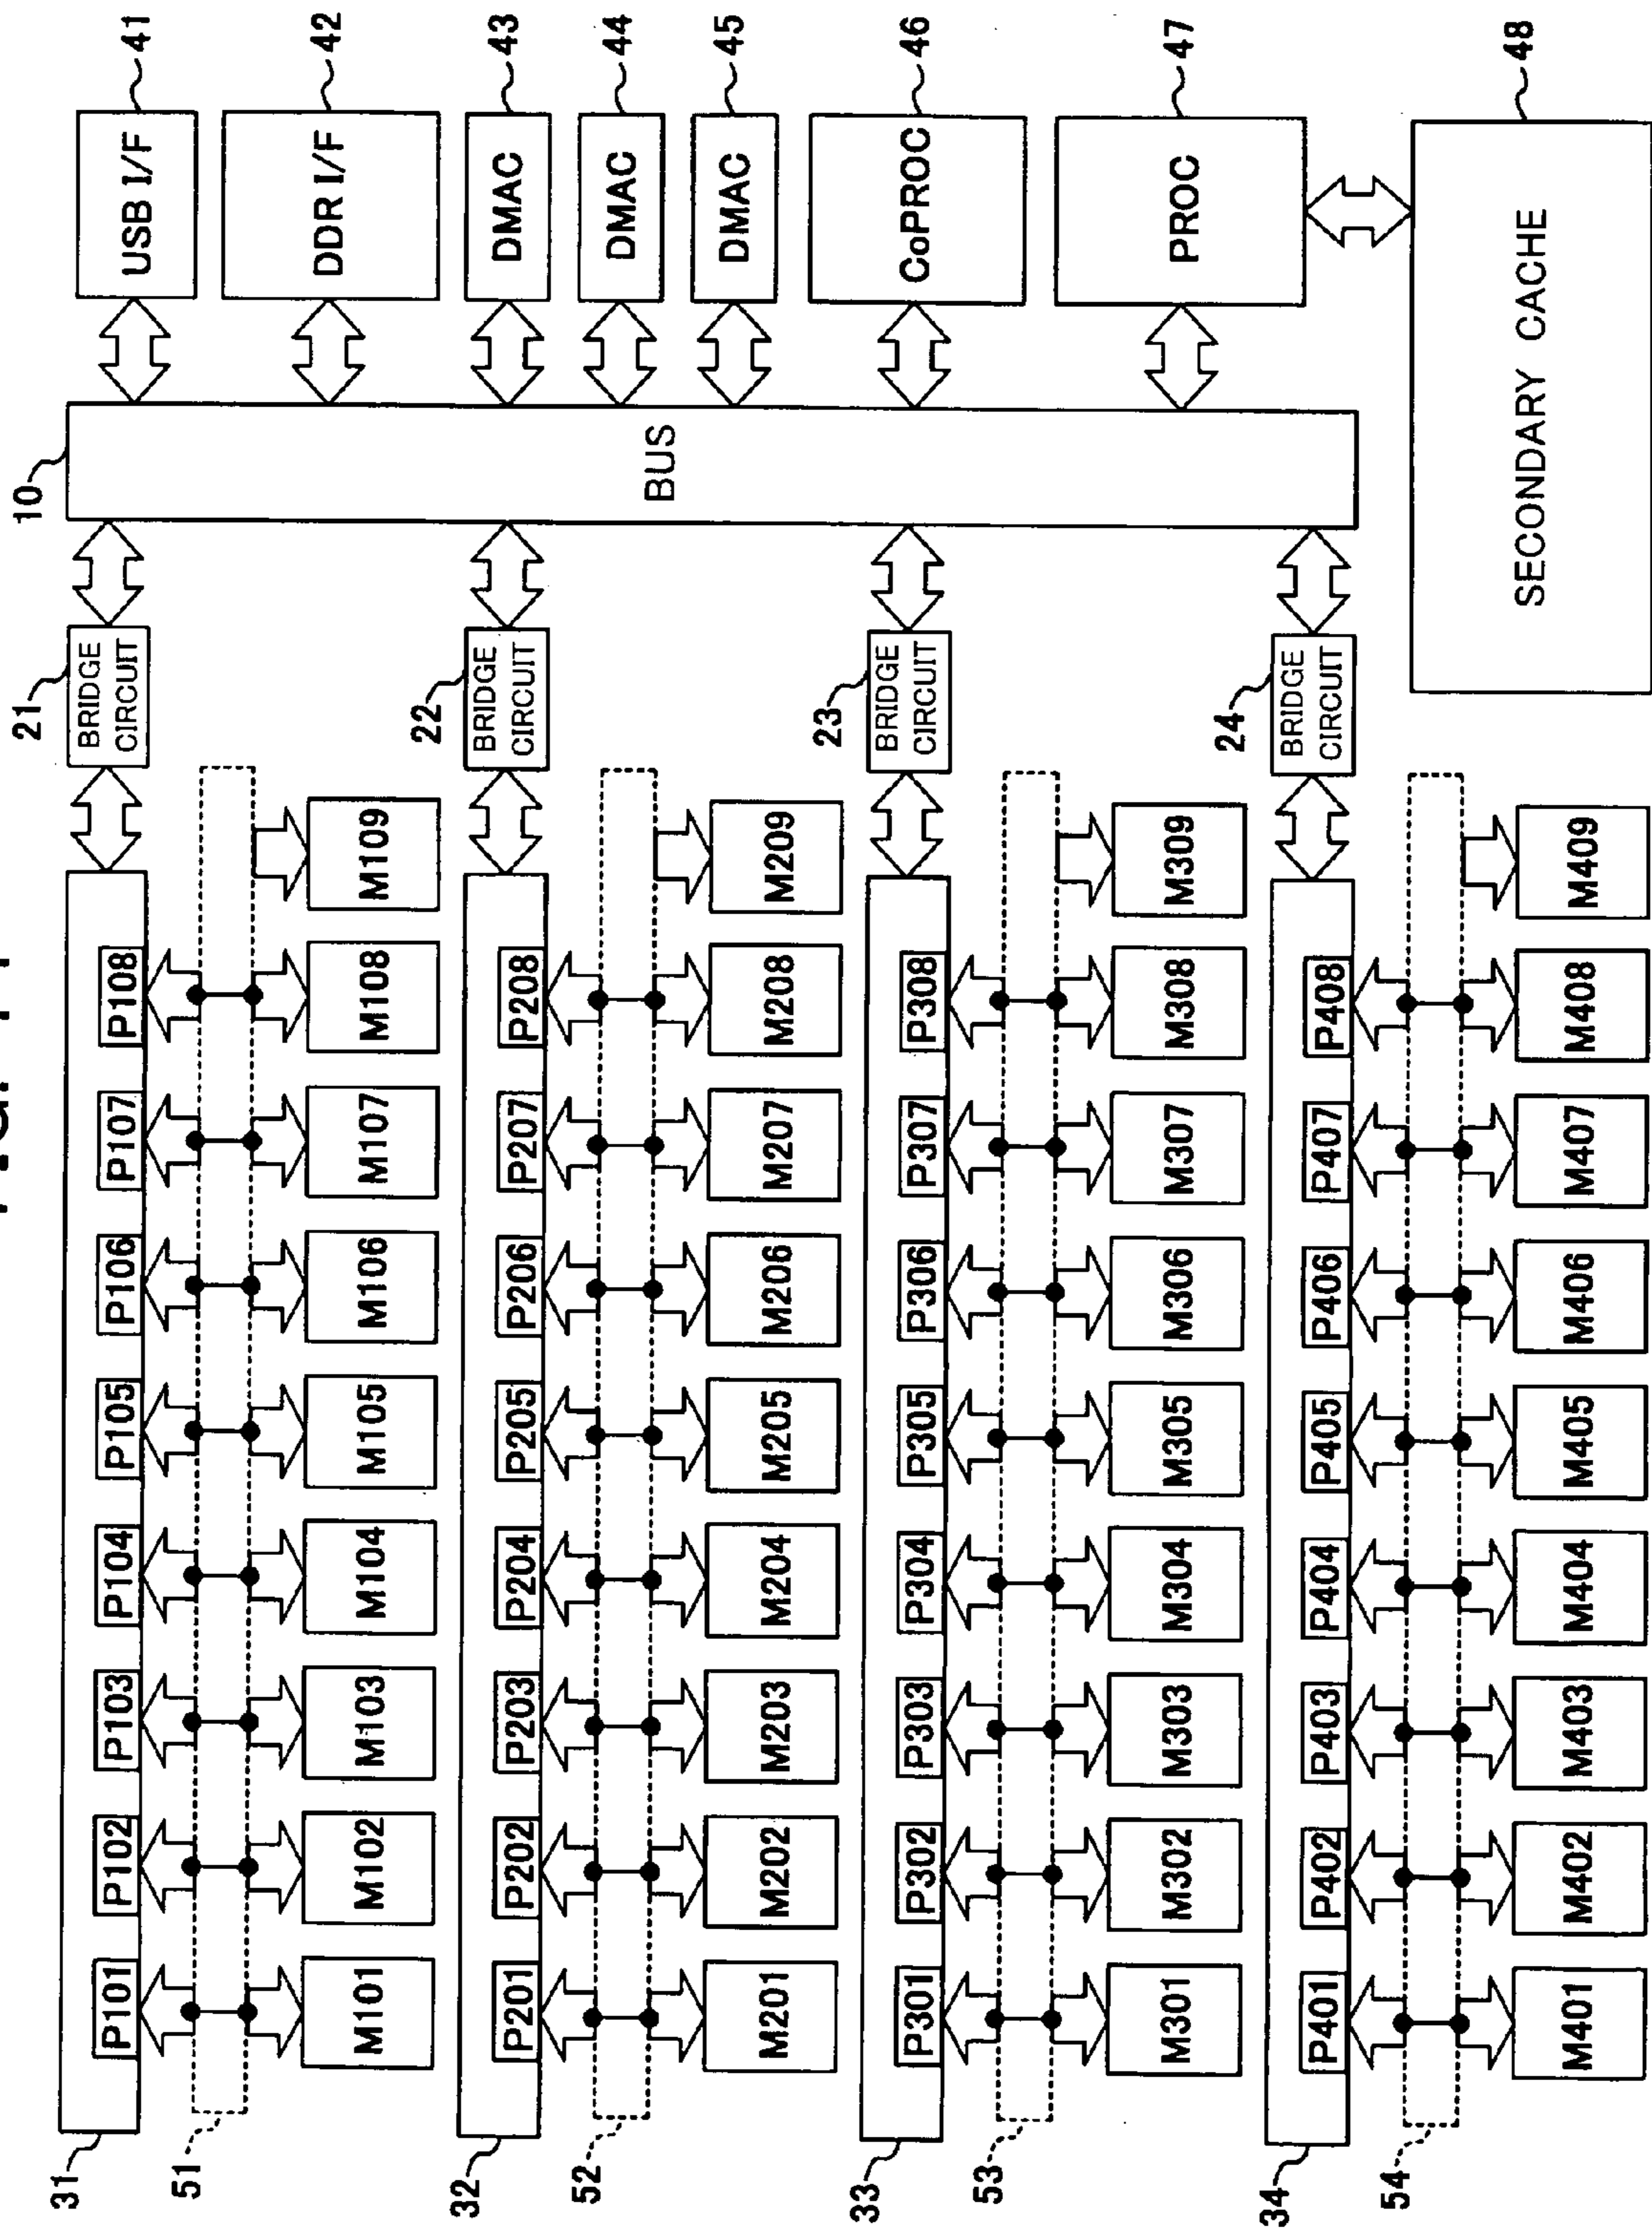 10
21
BRIDGE
CIRCUIT
22
BRIDGE
CIRCUIT
23
BRIDGE
CIRCUIT
24
BRIDGE
CIRCUIT
BUS
USB I/F
41
DDR I/F
42
DMAC
43
DMAC
44
DMAC
45
CoPROC
46
PROC
47
SECONDARY CACHE
48
31
P101 P102 P103 P104 P105 P106 P107 P108
51
M101 M102 M103 M104 M105 M106 M107 M108 M109
32
P201 P202 P203 P204 P205 P206 P207 P208
52
M201 M202 M203 M204 M205 M206 M207 M208 M209
33
P301 P302 P303 P304 P305 P306 P307 P308
53
M301 M302 M303 M304 M305 M306 M307 M308 M309
34
P401 P402 P403 P404 P405 P406 P407 P408
54
M401 M402 M403 M404 M405 M406 M407 M408 M409